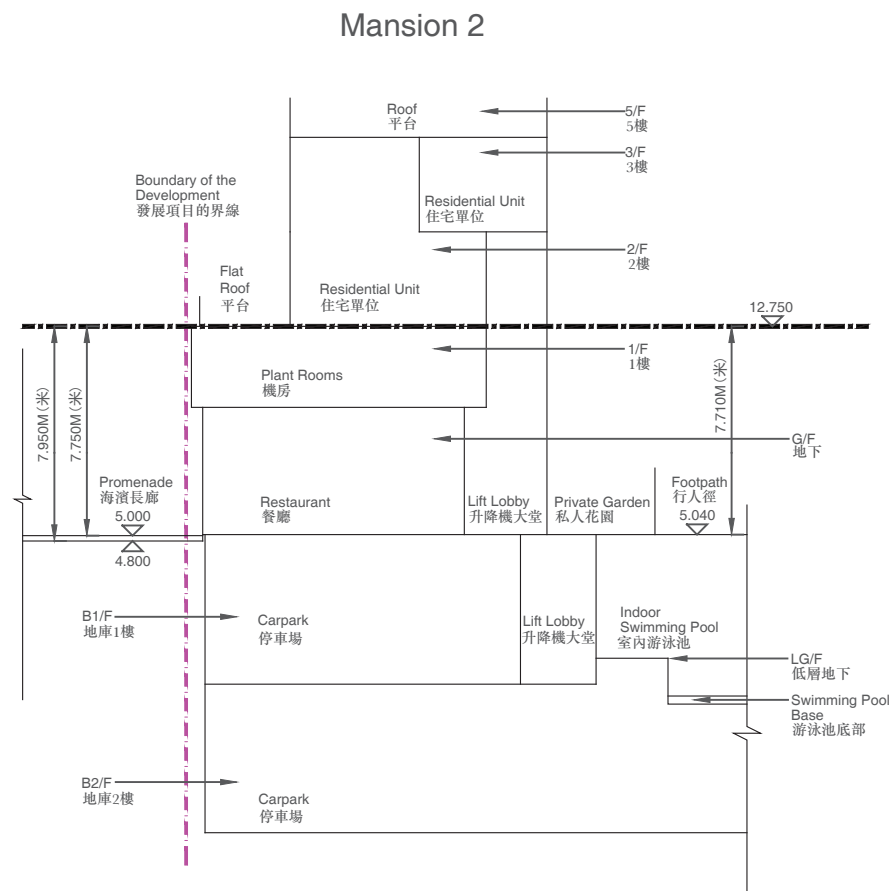 Mansion 2
Roof
平台
5/F
5樓
3/F
3樓
Boundary of the
Development
發展項目的界線
Residential Unit
住宅單位
2/F
2樓
Flat
Roof
平台
Residential Unit
住宅單位
12.750
1/F
1樓
Plant Rooms
機房
7.950M (米)
7.750M (米)
7.710M (米)
G/F
地下
Promenade
海濱長廊
5.000
4.800
Restaurant
餐廳
Lift Lobby
升降機大堂
Private Garden
私人花園
Footpath
行人徑
5.040
B1/F
地庫1樓
Carpark
停車場
Lift Lobby
升降機大堂
Indoor
Swimming Pool
室內游泳池
LG/F
低層地下
Swimming Pool
Base
游泳池底部
B2/F
地庫2樓
Carpark
停車場